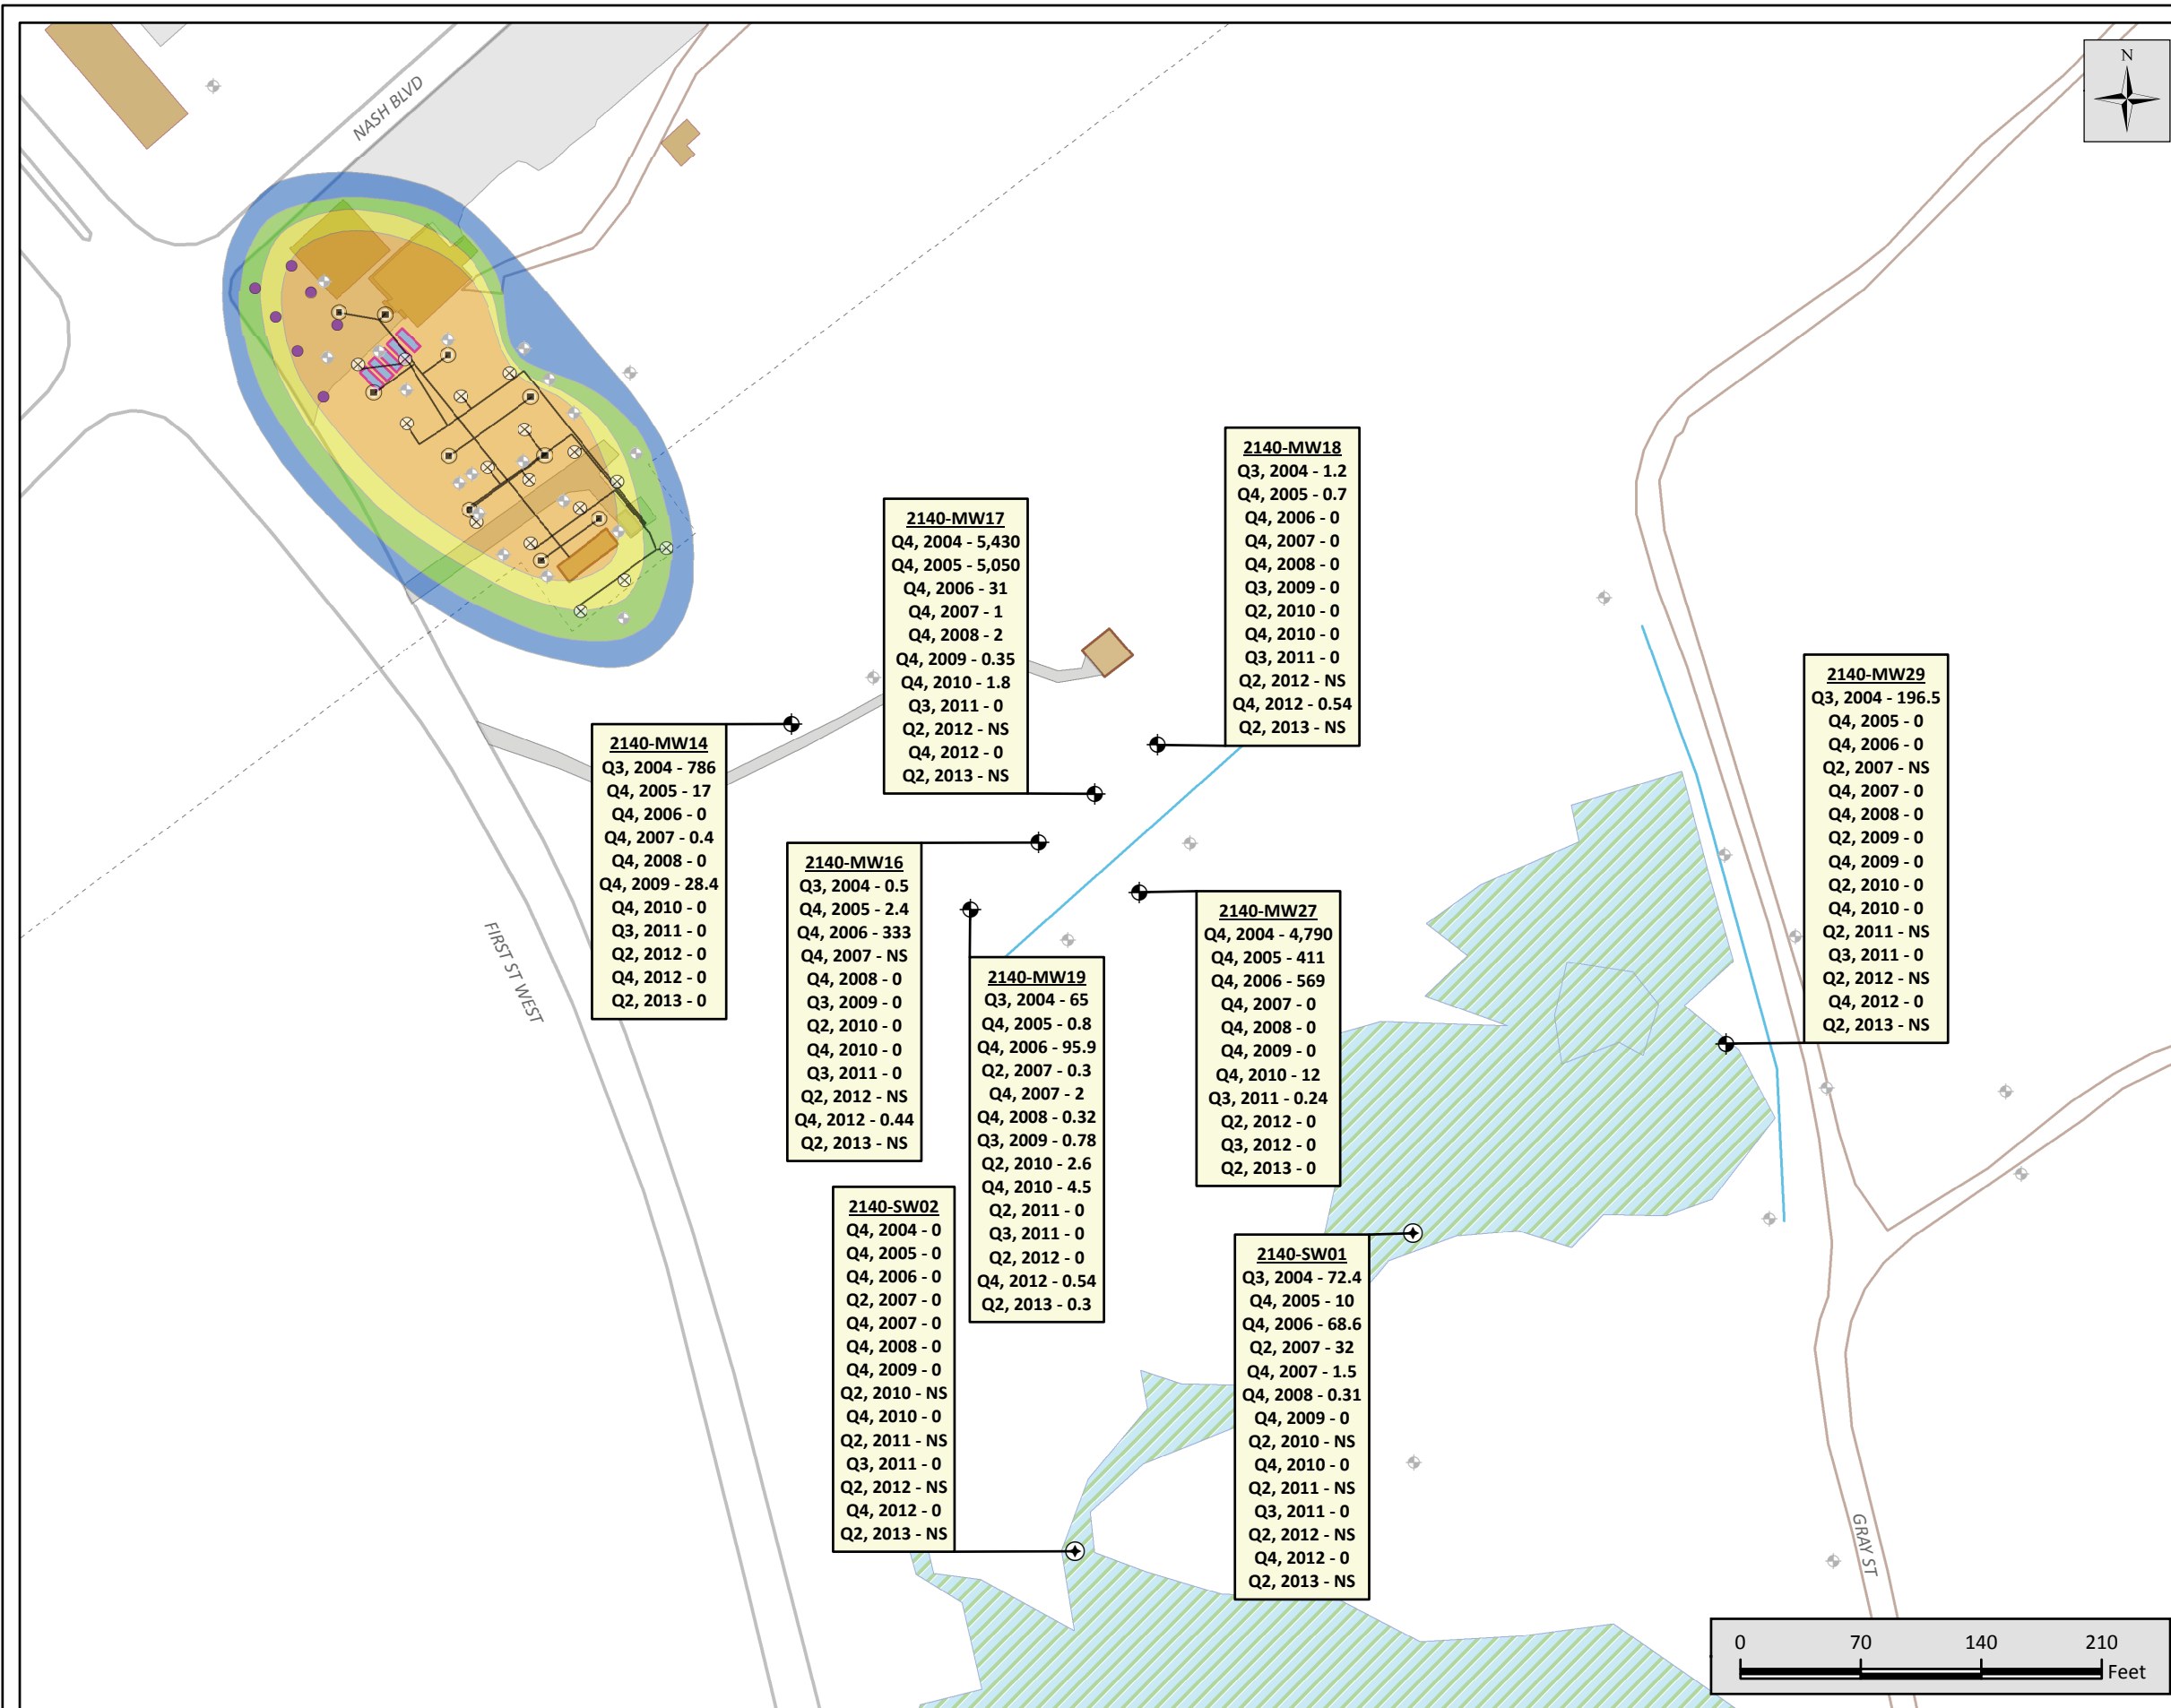 N
NASH BLVD
2140-MW18
Q3, 2004 - 1.2
Q4, 2005 - 0.7
Q4, 2006 - 0
Q4, 2007 - 0
Q4, 2008 - 0
Q3, 2009 - 0
Q2, 2010 - 0
Q4, 2010 - 0
Q3, 2011 - 0
Q2, 2012 - NS
Q4, 2012 - 0.54
Q2, 2013 - NS
2140-MW17
Q4, 2004 - 5,430
Q4, 2005 - 5,050
Q4, 2006 - 31
Q4, 2007 - 1
Q4, 2008 - 2
Q4, 2009 - 0.35
Q4, 2010 - 1.8
Q3, 2011 - 0
Q2, 2012 - NS
Q4, 2012 - 0
Q2, 2013 - NS
2140-MW29
Q3, 2004 - 196.5
Q4, 2005 - 0
Q4, 2006 - 0
Q2, 2007 - NS
Q4, 2007 - 0
Q4, 2008 - 0
Q2, 2009 - 0
Q4, 2009 - 0
Q2, 2010 - 0
Q4, 2010 - 0
Q2, 2011 - NS
Q3, 2011 - 0
Q2, 2012 - NS
Q4, 2012 - 0
Q2, 2013 - NS
2140-MW14
Q3, 2004 - 786
Q4, 2005 - 17
Q4, 2006 - 0
Q4, 2007 - 0.4
Q4, 2008 - 0
Q4, 2009 - 28.4
Q4, 2010 - 0
Q3, 2011 - 0
Q2, 2012 - 0
Q4, 2012 - 0
Q2, 2013 - 0
2140-MW16
Q3, 2004 - 0.5
Q4, 2005 - 2.4
Q4, 2006 - 333
Q4, 2007 - NS
Q4, 2008 - 0
Q3, 2009 - 0
Q2, 2010 - 0
Q4, 2010 - 0
Q3, 2011 - 0
Q2, 2012 - NS
Q4, 2012 - 0.44
Q2, 2013 - NS
2140-MW27
Q4, 2004 - 4,790
Q4, 2005 - 411
Q4, 2006 - 569
Q4, 2007 - 0
Q4, 2008 - 0
Q4, 2009 - 0
Q4, 2010 - 12
Q3, 2011 - 0.24
Q2, 2012 - 0
Q3, 2012 - 0
Q2, 2013 - 0
FIRST ST WEST
2140-MW19
Q3, 2004 - 65
Q4, 2005 - 0.8
Q4, 2006 - 95.9
Q2, 2007 - 0.3
Q4, 2007 - 2
Q4, 2008 - 0.32
Q3, 2009 - 0.78
Q2, 2010 - 2.6
Q4, 2010 - 4.5
Q2, 2011 - 0
Q3, 2011 - 0
Q2, 2012 - 0
Q4, 2012 - 0.54
Q2, 2013 - 0.3
2140-SW02
Q4, 2004 - 0
Q4, 2005 - 0
Q4, 2006 - 0
Q2, 2007 - 0
Q4, 2007 - 0
Q4, 2008 - 0
Q4, 2009 - 0
Q2, 2010 - NS
Q4, 2010 - 0
Q2, 2011 - NS
Q3, 2011 - 0
Q2, 2012 - NS
Q4, 2012 - 0
Q2, 2013 - NS
2140-SW01
Q3, 2004 - 72.4
Q4, 2005 - 10
Q4, 2006 - 68.6
Q2, 2007 - 32
Q4, 2007 - 1.5
Q4, 2008 - 0.31
Q4, 2009 - 0
Q2, 2010 - NS
Q4, 2010 - 0
Q2, 2011 - NS
Q3, 2011 - 0
Q2, 2012 - NS
Q4, 2012 - 0
Q2, 2013 - NS
GRAY ST
0 70 140 210
Feet